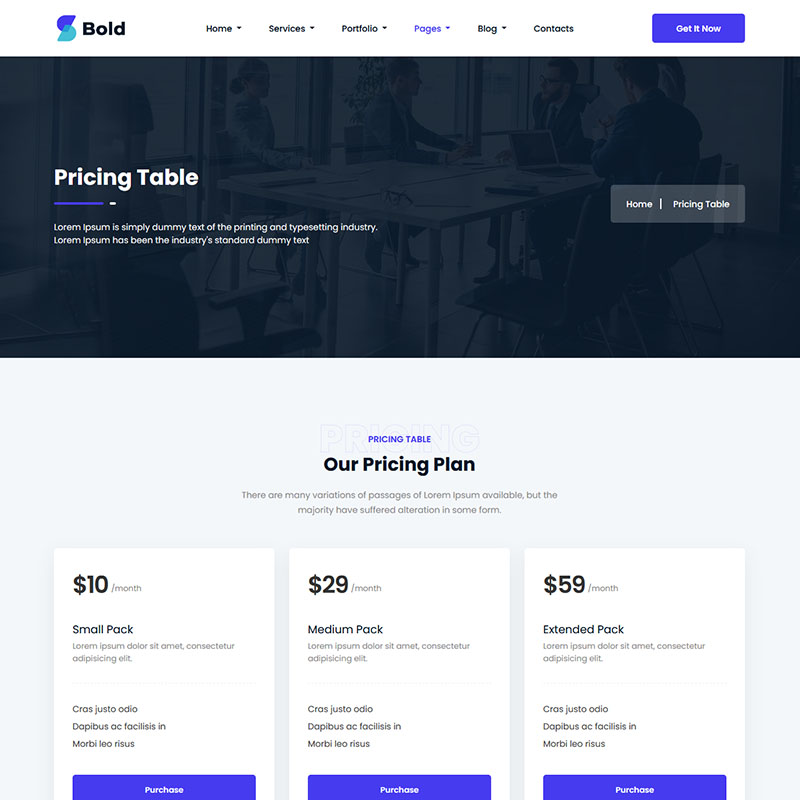 Bold
Home
Services
Portfolio
Pages
Blog
Contacts
Get It Now
Pricing Table
Lorem Ipsum is simply dummy text of the printing and typesetting industry.
Lorem Ipsum has been the industry's standard dummy text
Home | Pricing Table
PRICING
PRICING TABLE
Our Pricing Plan
There are many variations of passages of Lorem Ipsum available, but the
majority have suffered alteration in some form.
$10 /month
Small Pack
Lorem ipsum dolor sit amet, consectetur
adipisicing elit.
Cras justo odio
Dapibus ac facilisis in
Morbi leo risus
Purchase
$29 /month
Medium Pack
Lorem ipsum dolor sit amet, consectetur
adipisicing elit.
Cras justo odio
Dapibus ac facilisis in
Morbi leo risus
Purchase
$59 /month
Extended Pack
Lorem ipsum dolor sit amet, consectetur
adipisicing elit.
Cras justo odio
Dapibus ac facilisis in
Morbi leo risus
Purchase